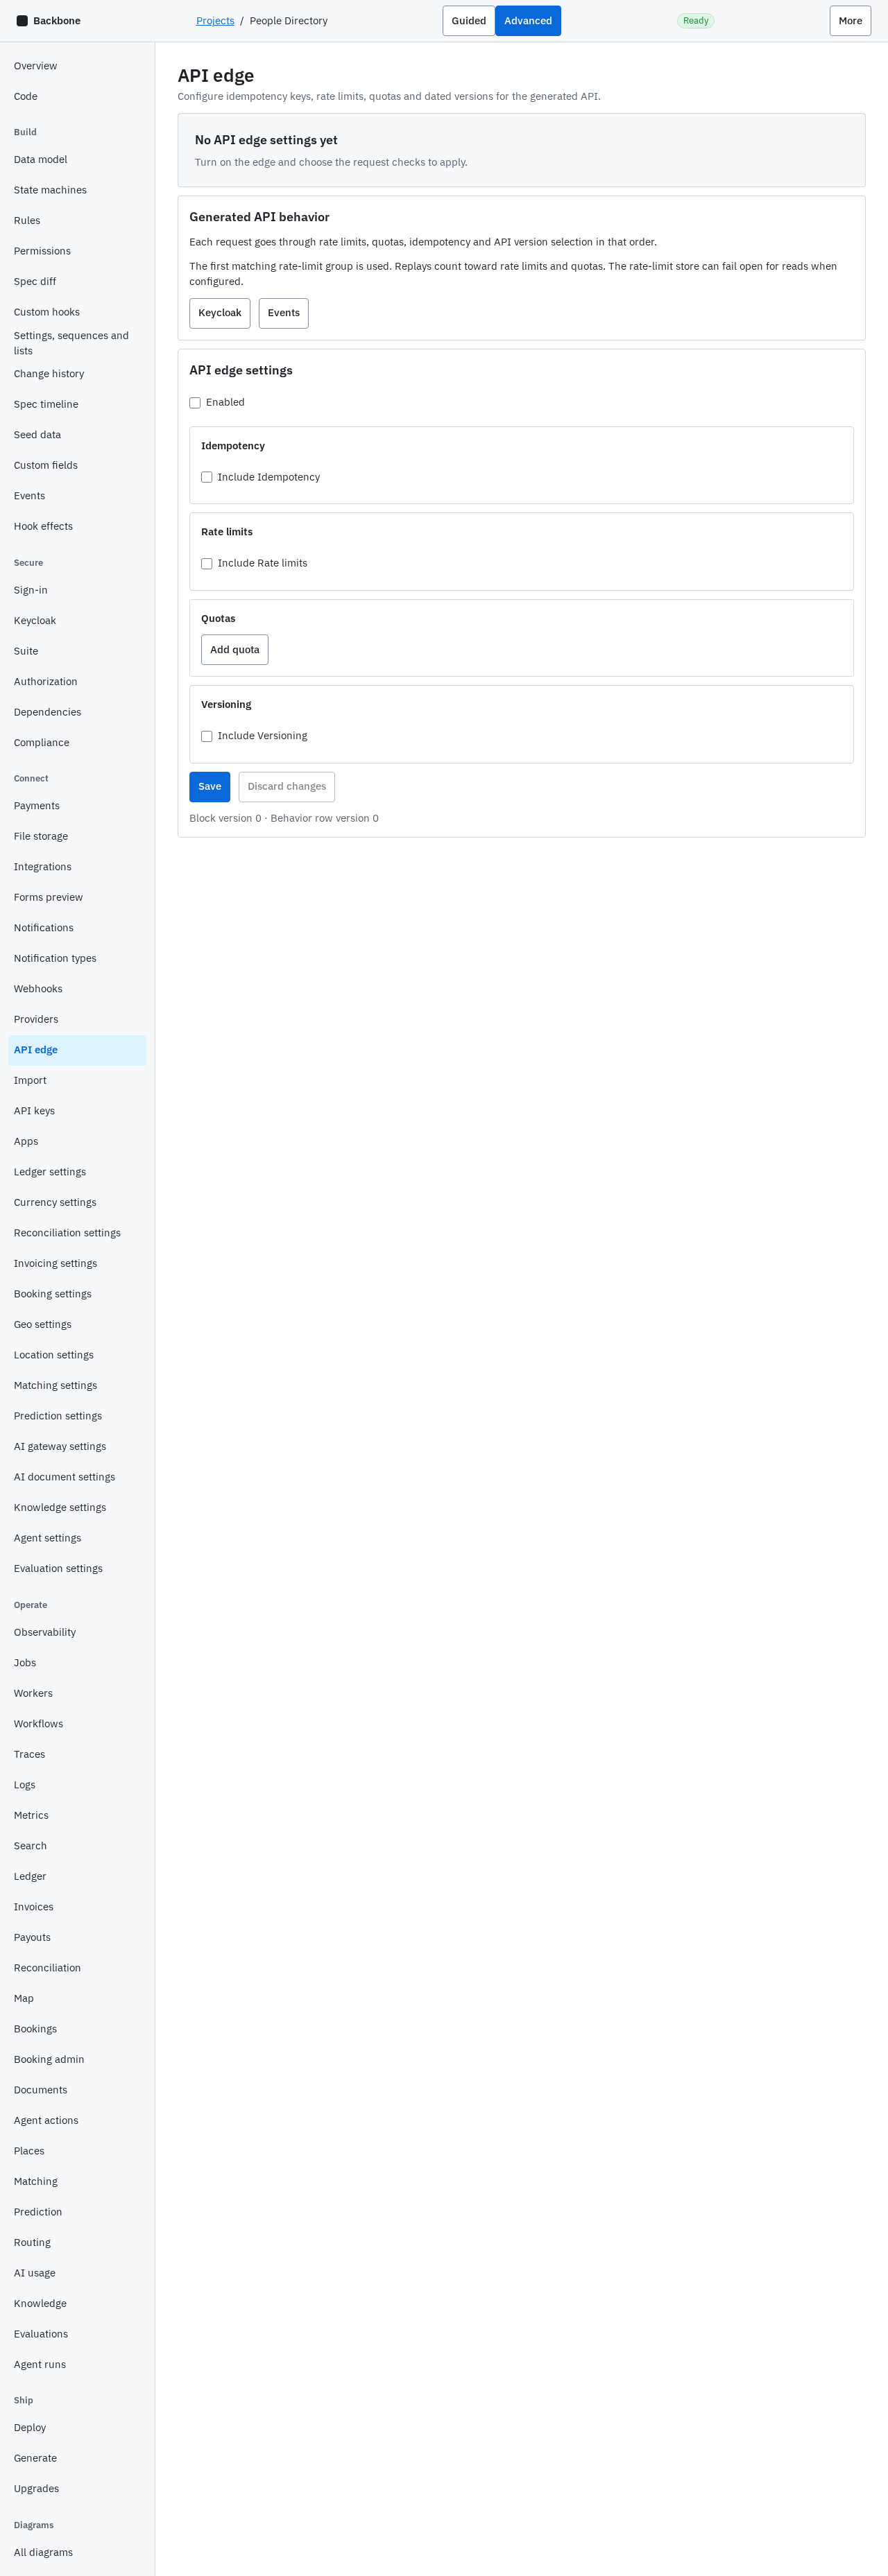 Backbone
Projects / People Directory
Guided
Advanced
Ready
More
Overview
Code
Build
Data model
State machines
Rules
Permissions
Spec diff
Custom hooks
Settings, sequences and
lists
Change history
Spec timeline
Seed data
Custom fields
Events
Hook effects
Secure
Sign-in
Keycloak
Suite
Authorization
Dependencies
Compliance
Connect
Payments
File storage
Integrations
Forms preview
Notifications
Notification types
Webhooks
Providers
API edge
Import
API keys
Apps
Ledger settings
Currency settings
Reconciliation settings
Invoicing settings
Booking settings
Geo settings
Location settings
Matching settings
Prediction settings
AI gateway settings
AI document settings
Knowledge settings
Agent settings
Evaluation settings
Operate
Observability
Jobs
Workers
Workflows
Traces
Logs
Metrics
Search
Ledger
Invoices
Payouts
Reconciliation
Map
Bookings
Booking admin
Documents
Agent actions
Places
Matching
Prediction
Routing
AI usage
Knowledge
Evaluations
Agent runs
Ship
Deploy
Generate
Upgrades
Diagrams
All diagrams
API edge
Configure idempotency keys, rate limits, quotas and dated versions for the generated API.
No API edge settings yet
Turn on the edge and choose the request checks to apply.
Generated API behavior
Each request goes through rate limits, quotas, idempotency and API version selection in that order.
The first matching rate-limit group is used. Replays count toward rate limits and quotas. The rate-limit store can fail open for reads when
configured.
Keycloak
Events
API edge settings
Enabled
Idempotency
Include Idempotency
Rate limits
Include Rate limits
Quotas
Add quota
Versioning
Include Versioning
Save
Discard changes
Block version 0 · Behavior row version 0